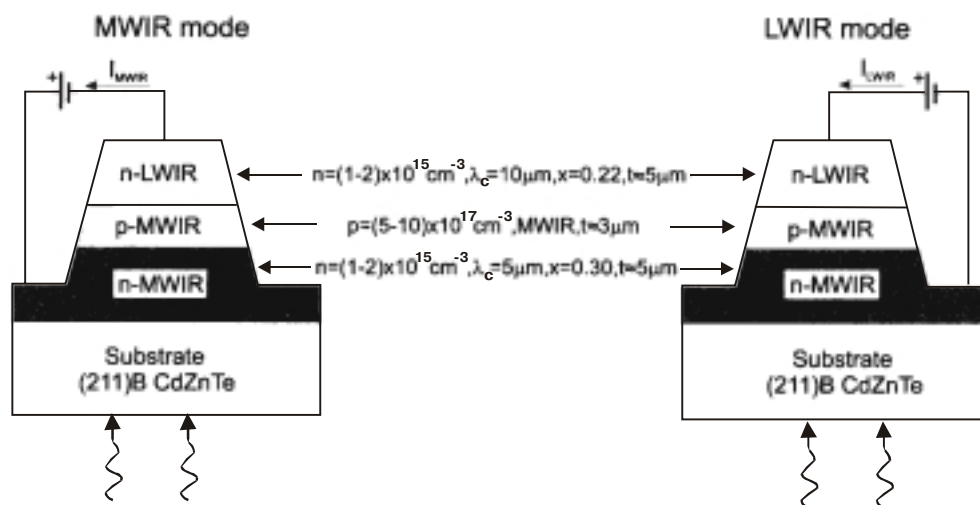 MWIR mode
LWIR mode
+ I_MWIR
I_LWIR +
n-LWIR
n=(1-2)x10^15cm^-3,λc=10μm,x=0.22,t≈5μm
n-LWIR
p-MWIR
p=(5-10)x10^17cm^-3,MWIR,t≈3μm
p-MWIR
n-MWIR
n=(1-2)x10^15cm^-3,λc=5μm,x=0.30,t≈5μm
n-MWIR
Substrate
(211)B CdZnTe
Substrate
(211)B CdZnTe